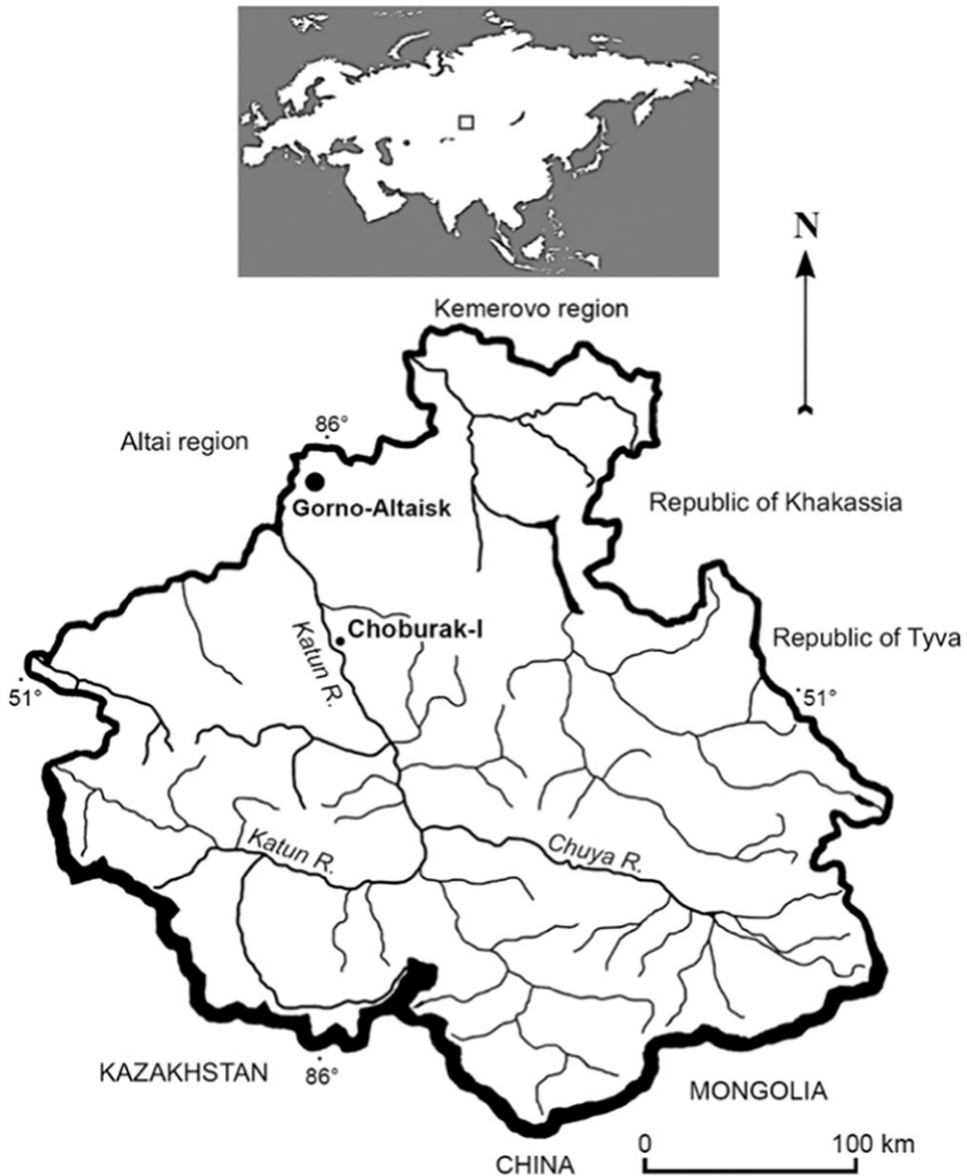 N
Kemerovo region
86°
Altai region
Gorno-Altaisk
Republic of Khakassia
Choburak-I
Katun R.
Republic of Tyva
51°
51°
Katun R.
Chuya R.
KAZAKHSTAN
86°
MONGOLIA
0 100 km
CHINA